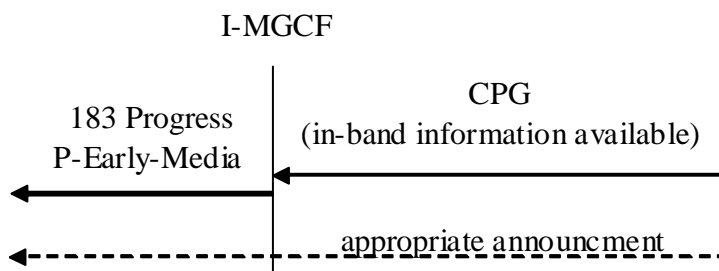 I-MGCF
183 Progress
P-Early-Media
CPG
(in-band information available)
appropriate announcment